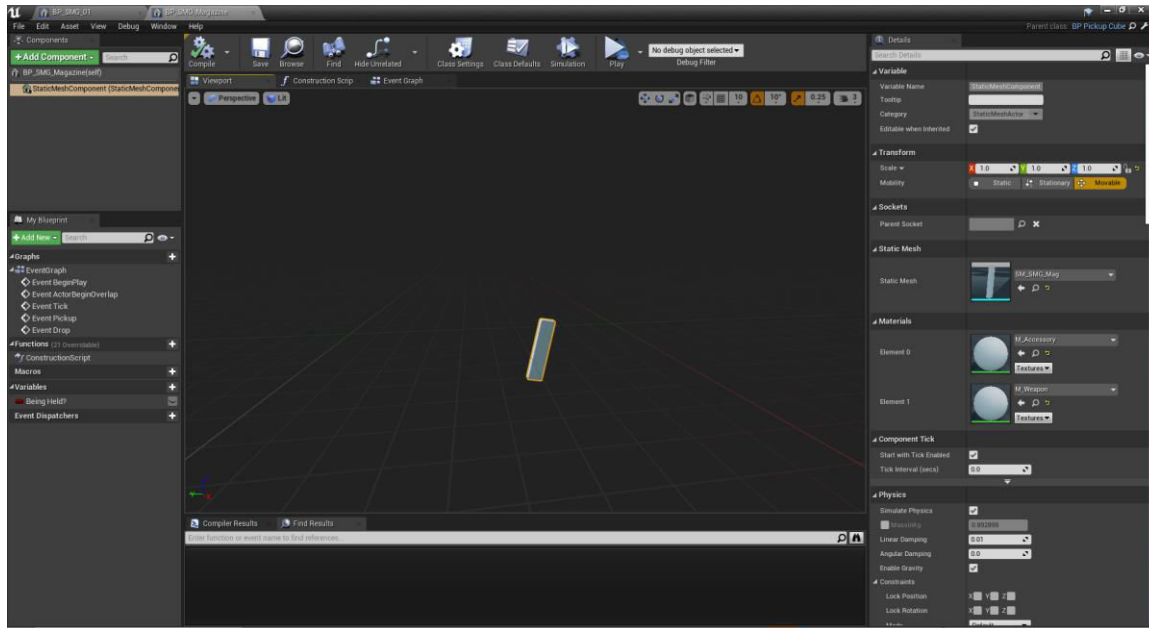 BP_SMG_01
BP_SMG_Magazine
File Edit Asset View Debug Window Help
Parent class: BP Pickup Cube
Components
+Add Component
Search
BP_SMG_Magazine(self)
StaticMeshComponent (StaticMeshCompone
My Blueprint
+Add New
Search
Graphs
EventGraph
Event BeginPlay
Event ActorBeginOverlap
Event Tick
Event Pickup
Event Drop
Functions (21 Overridable)
ConstructionScript
Macros
Variables
Being Held?
Event Dispatchers
Compile
Save
Browse
Find
Hide Unrelated
Class Settings
Class Defaults
Simulation
Play
No debug object selected
Debug Filter
Viewport
Construction Scrip
Event Graph
Perspective
Lit
10
10°
0.25
3
Compiler Results
Find Results
Enter function or event name to find references...
Details
Search Details
Variable
Variable Name StaticMeshComponent
Tooltip
Category StaticMeshActor
Editable when Inherited
Transform
Scale X 1.0 Y 1.0 Z 1.0
Mobility Static Stationary Movable
Sockets
Parent Socket
Static Mesh
Static Mesh SM_SMG_Mag
Materials
Element 0 M_Accessory
Textures
Element 1 M_Weapon
Textures
Component Tick
Start with Tick Enabled
Tick Interval (secs) 0.0
Physics
Simulate Physics
MassInKg
Linear Damping 0.01
Angular Damping 0.0
Enable Gravity
Constraints
Lock Position X Y Z
Lock Rotation X Y Z
Mode Default